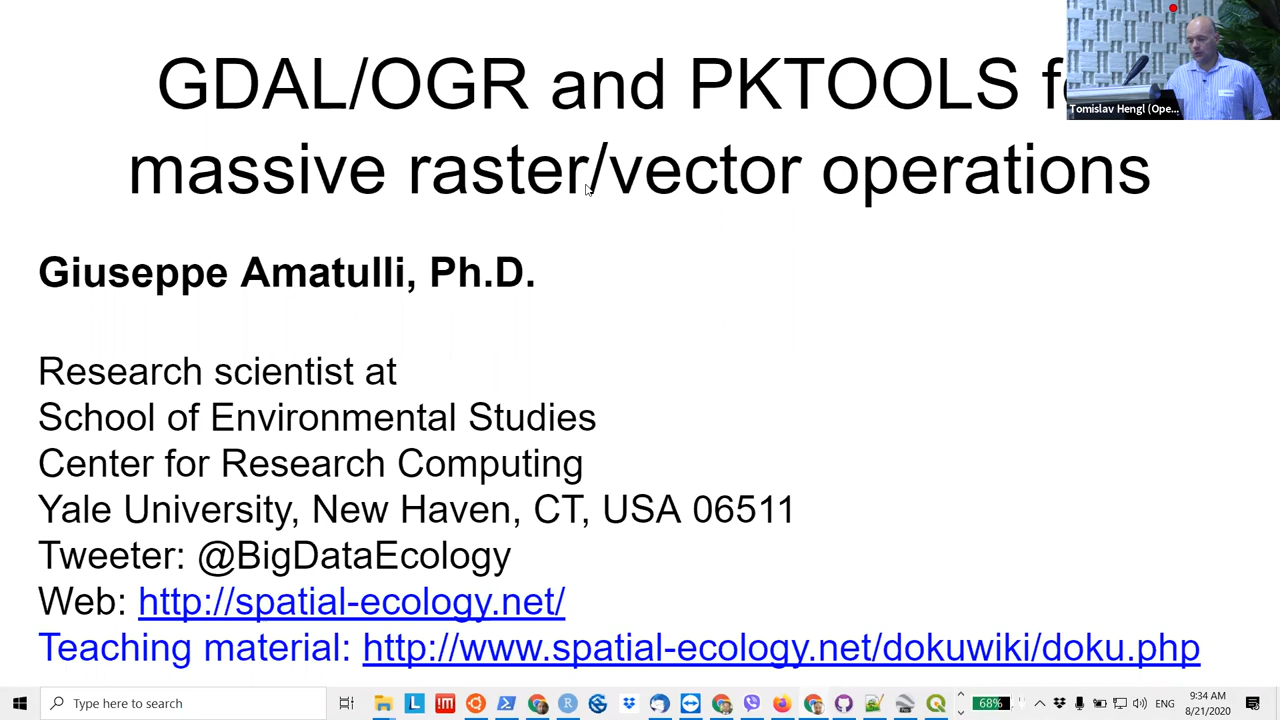 GDAL/OGR and PKTOOLS
massive raster/vector operations
Tomislav Hengl (Ope...
Giuseppe Amatulli, Ph.D.
Research scientist at
School of Environmental Studies
Center for Research Computing
Yale University, New Haven, CT, USA 06511
Tweeter: @BigDataEcology
Web: http://spatial-ecology.net/
Teaching material: http://www.spatial-ecology.net/dokuwiki/doku.php
Type here to search
68%
ENG
9:34 AM
8/21/2020